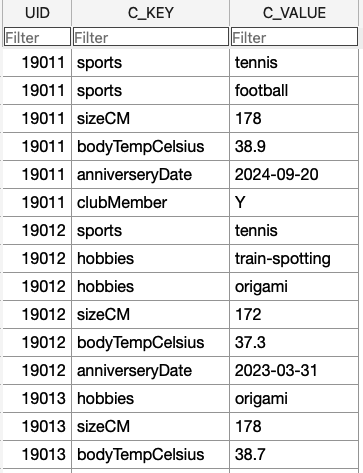 UID C_KEY C_VALUE
Filter Filter Filter
19011 sports tennis
19011 sports football
19011 sizeCM 178
19011 bodyTempCelsius 38.9
19011 anniverseryDate 2024-09-20
19011 clubMember Y
19012 sports tennis
19012 hobbies train-spotting
19012 hobbies origami
19012 sizeCM 172
19012 bodyTempCelsius 37.3
19012 anniverseryDate 2023-03-31
19013 hobbies origami
19013 sizeCM 178
19013 bodyTempCelsius 38.7